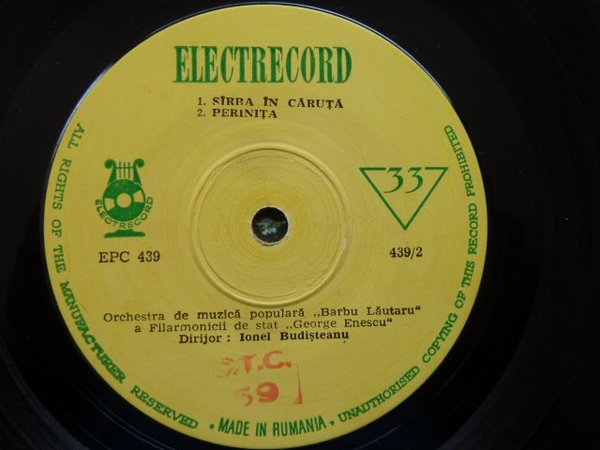 ELECTRECORD
1. SÎRBA ÎN CĂRUȚA
2. PERINIȚA
33
ELECTRECORD
EPC 439
439/2
Orchestra de muzică populară „Barbu Lăutaru“
a Filarmonicii de stat „George Enescu“
Dirijor : Ionel Budișteanu
S.T.C.
59
ALL RIGHTS OF THE MANUFACTURER RESERVED • MADE IN RUMANIA • UNAUTHORISED COPYING OF THIS RECORD PROHIBITED